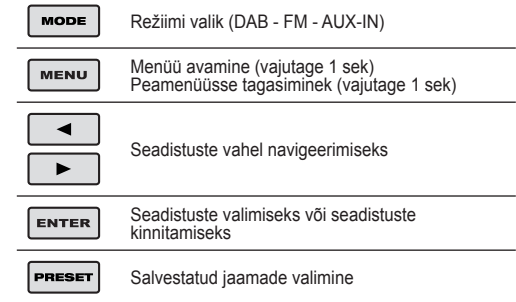 MODE
Režiimi valik (DAB - FM - AUX-IN)
MENU
Menüü avamine (vajutage 1 sek)
Peamenüüsse tagasiminek (vajutage 1 sek)
Seadistuste vahel navigeerimiseks
ENTER
Seadistuste valimiseks või seadistuste
kinnitamiseks
PRESET
Salvestatud jaamade valimine